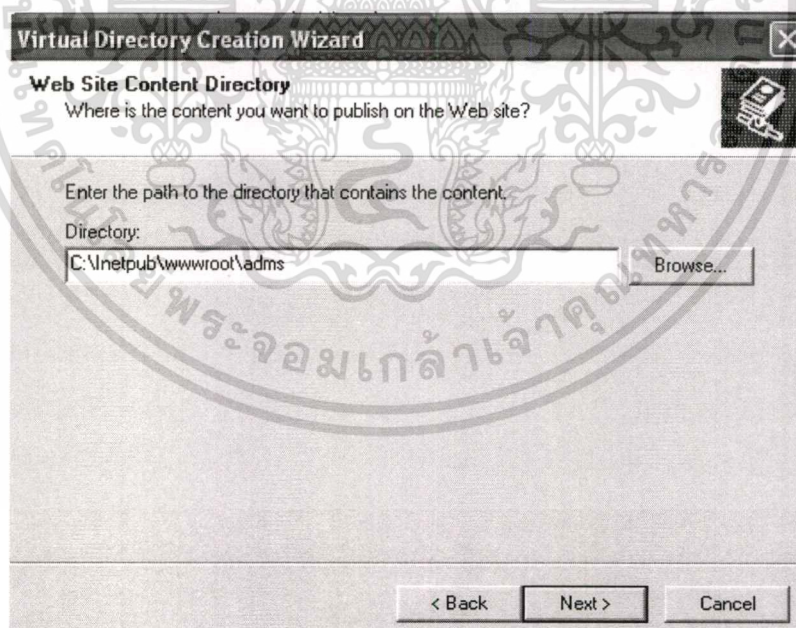 Virtual Directory Creation Wizard
Web Site Content Directory
Where is the content you want to publish on the Web site?
Enter the path to the directory that contains the content.
Directory:
C:\Inetpub\wwwroot\adms
Browse...
< Back
Next >
Cancel
พระจอมเกล้าเจ้าคุณทหาร